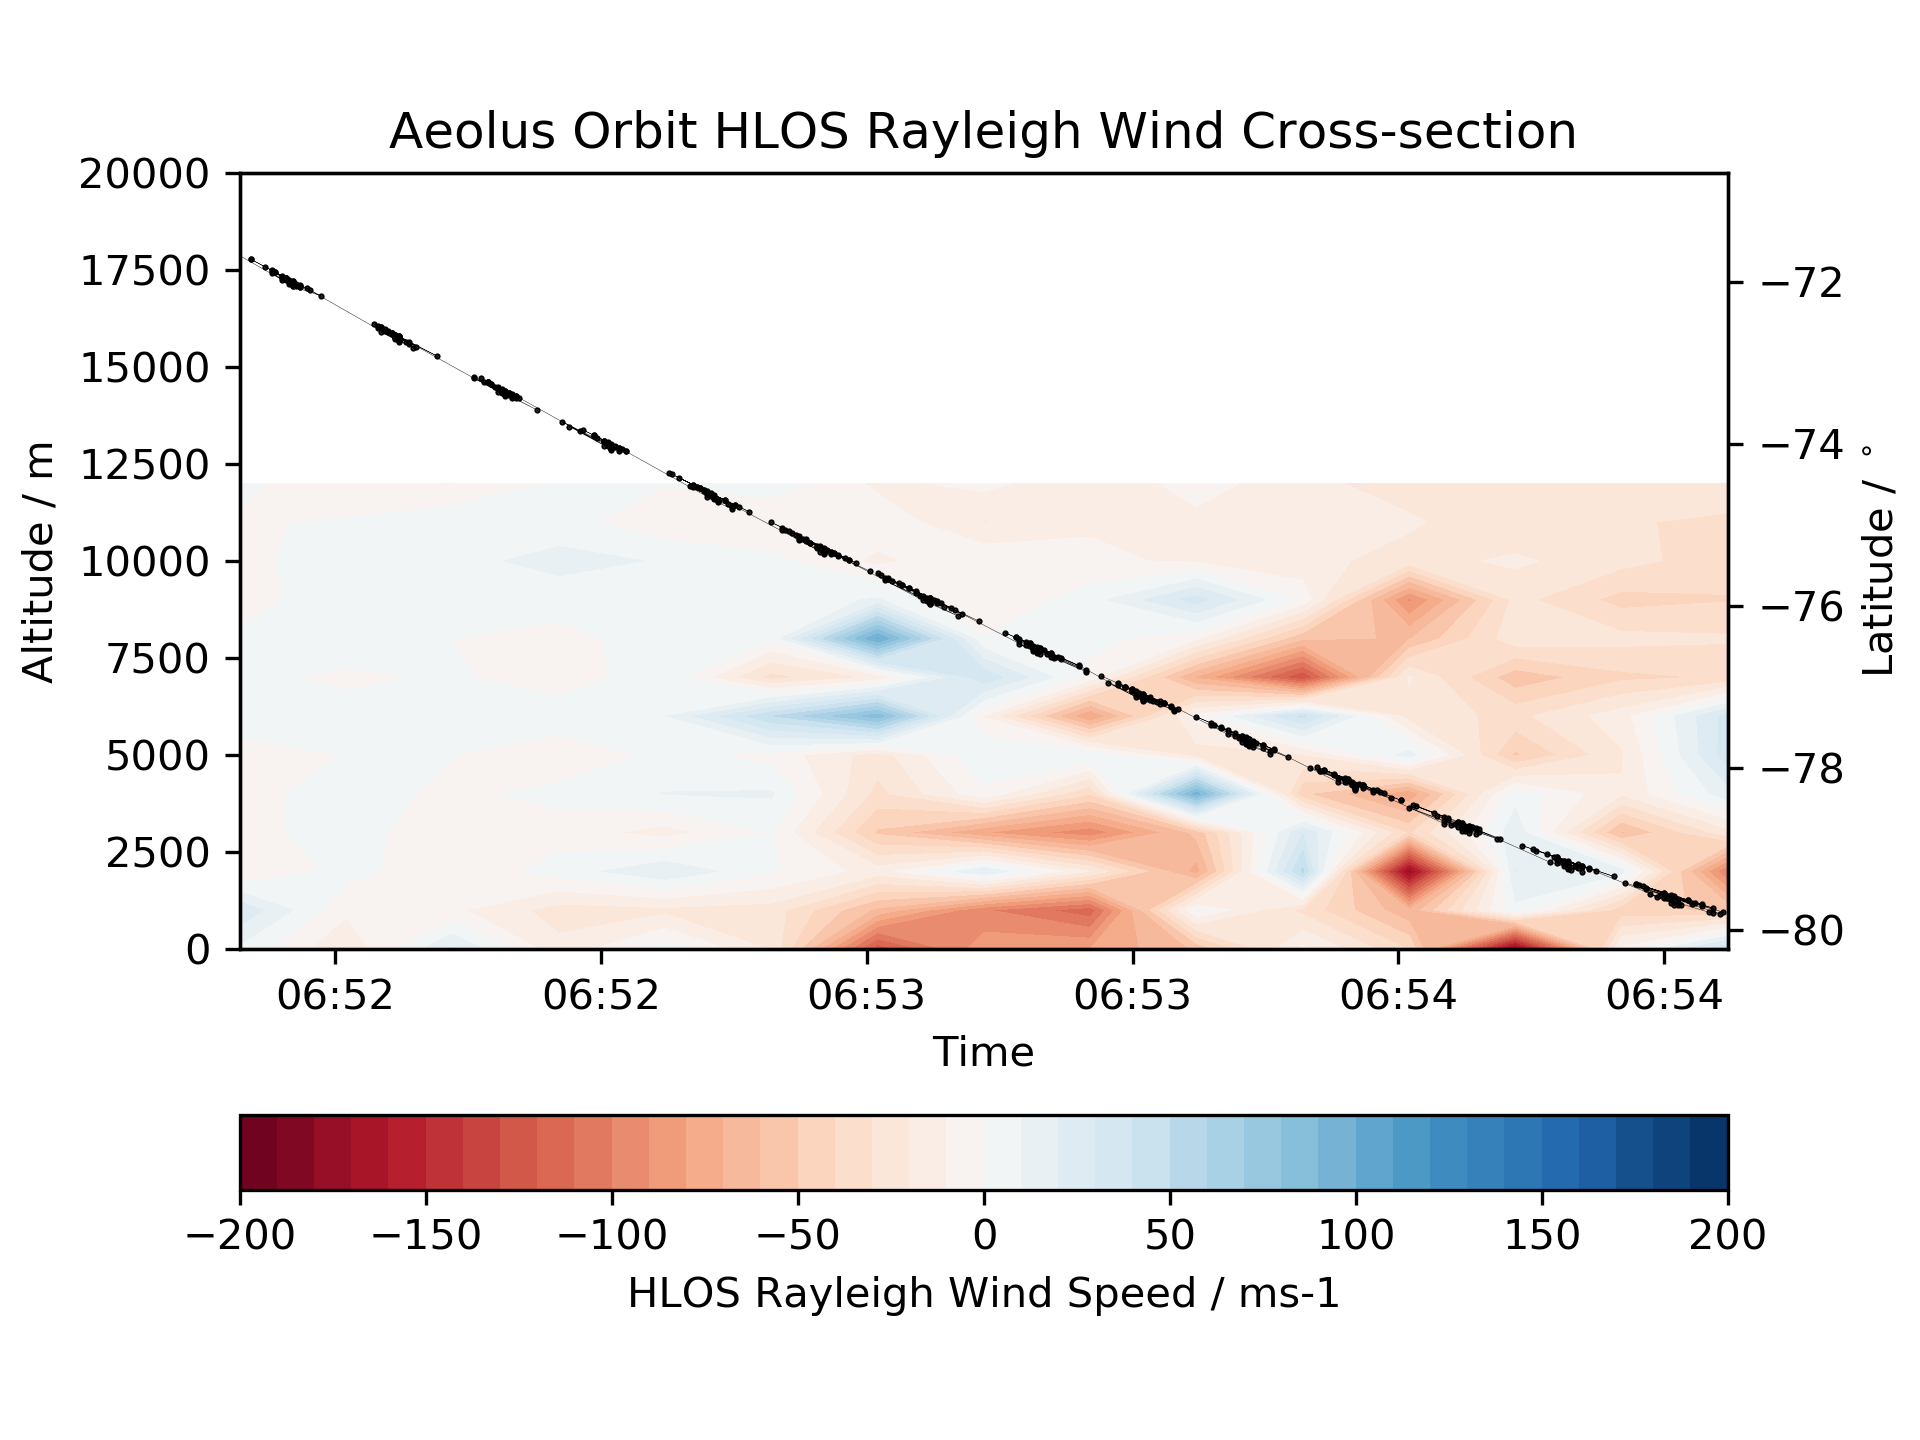 Aeolus Orbit HLOS Rayleigh Wind Cross-section
20000
17500
15000
12500
10000
7500
5000
2500
0
Altitude / m
−72
−74
−76
−78
−80
Latitude / °
06:52 06:52 06:53 06:53 06:54 06:54
Time
−200 −150 −100 −50 0 50 100 150 200
HLOS Rayleigh Wind Speed / ms-1